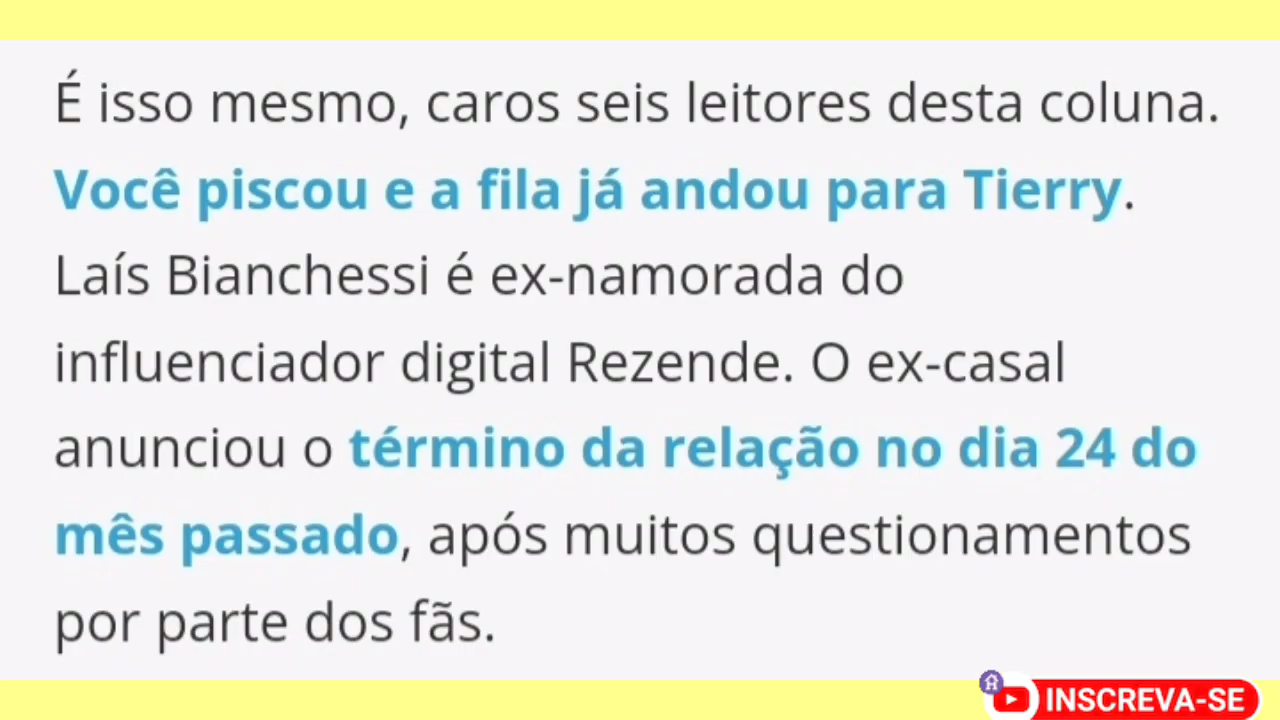 É isso mesmo, caros seis leitores desta coluna.
Você piscou e a fila já andou para Tierry.
Laís Bianchessi é ex-namorada do
influenciador digital Rezende. O ex-casal
anunciou o término da relação no dia 24 do
mês passado, após muitos questionamentos
por parte dos fãs.
INSCREVA-SE